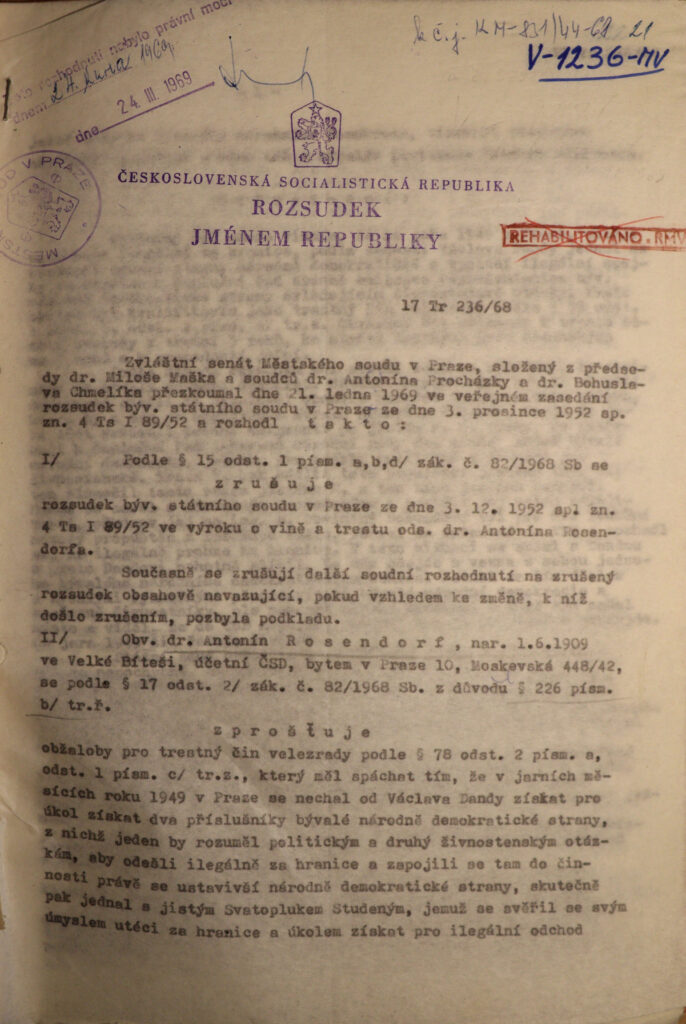 k č.j. KM-831/44-68 21
V-1236-MV
rozhodnutí nabylo právní moci
dnem 24. března 1969
dne 24. III. 1969
V PRAZE
ČESKOSLOVENSKÁ SOCIALISTICKÁ REPUBLIKA
ROZSUDEK
JMÉNEM REPUBLIKY
REHABILITOVÁNO - RMV
17 Tr 236/68
Zvláštní senát Městského soudu v Praze, složený z předse-
dy dr. Miloše Maška a soudců dr. Antonína Procházky a dr. Bohusla-
va Chmelíka přezkoumal dne 21. ledna 1969 ve veřejném zasedání
rozsudek býv. státního soudu v Praze ze dne 3. prosince 1952 sp.
zn. 4 Ts I 89/52 a rozhodl t a k t o :
I/ Podle § 15 odst. 1 písm. a,b,d/ zák. č. 82/1968 Sb se
z r u š u j e
rozsudek býv. státního soudu v Praze ze dne 3. 12. 1952 spl zn.
4 Ts I 89/52 ve výroku o vině a trestu ods. dr. Antonína Rosen-
dorfa.
Současně se zrušují další soudní rozhodnutí na zrušený
rozsudek obsahově navazující, pokud vzhledem ke změně, k níž
došlo zrušením, pozbyla podkladu.
II/ Obv. dr. Antonín R o s e n d o r f , nar. 1.6.1909
ve Velké Bíteši, účetní ČSD, bytem v Praze 10, Moskevská 448/42,
se podle § 17 odst. 2/ zák. č. 82/1968 Sb. z důvodu § 226 písm.
b/ tr.ř.
z p r o š ť u j e
obžaloby pro trestný čin velezrady podle § 78 odst. 2 písm. a,
odst. 1 písm. c/ tr.z., který měl spáchat tím, že v jarních mě-
sících roku 1949 v Praze se nechal od Václava Dandy získat pro
úkol získat dva příslušníky bývalé národně demokratické strany,
z nichž jeden by rozuměl politickým a druhý živnostenským otáz-
kám, aby odešli ilegálně za hranice a zapojili se tam do čin-
nosti právě se ustavivší národně demokratické strany, skutečně
pak jednal s jistým Svatoplukem Studeným, jemuž se svěřil se svým
úmyslem utéci za hranice a úkolem získat pro ilegální odchod